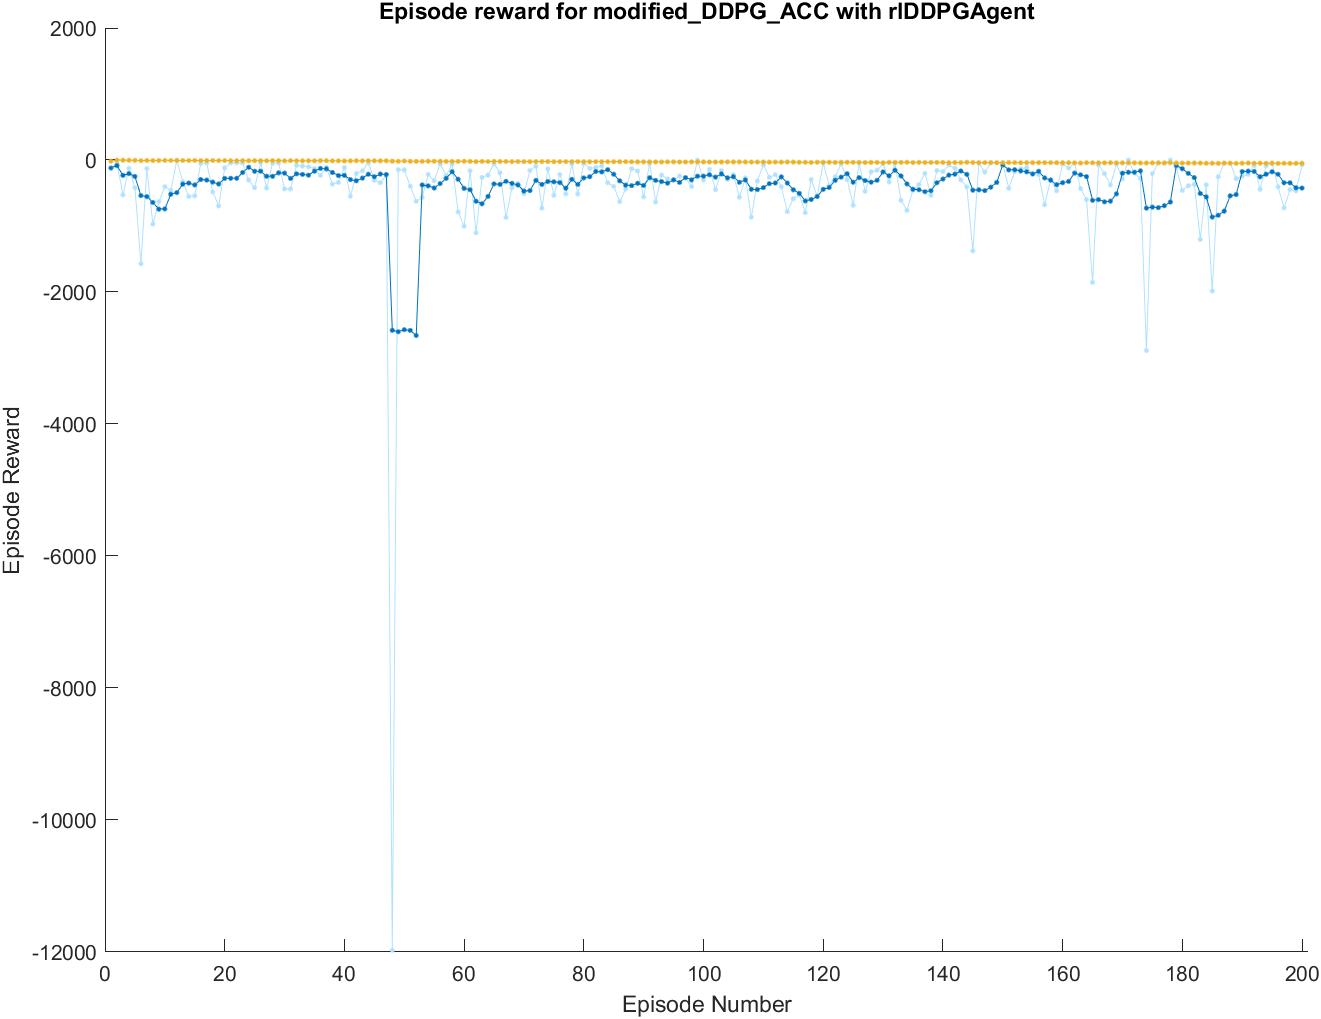 Episode reward for modified_DDPG_ACC with rlDDPGAgent
2000
0
-2000
-4000
-6000
-8000
-10000
-12000
Episode Reward
0 20 40 60 80 100 120 140 160 180 200
Episode Number